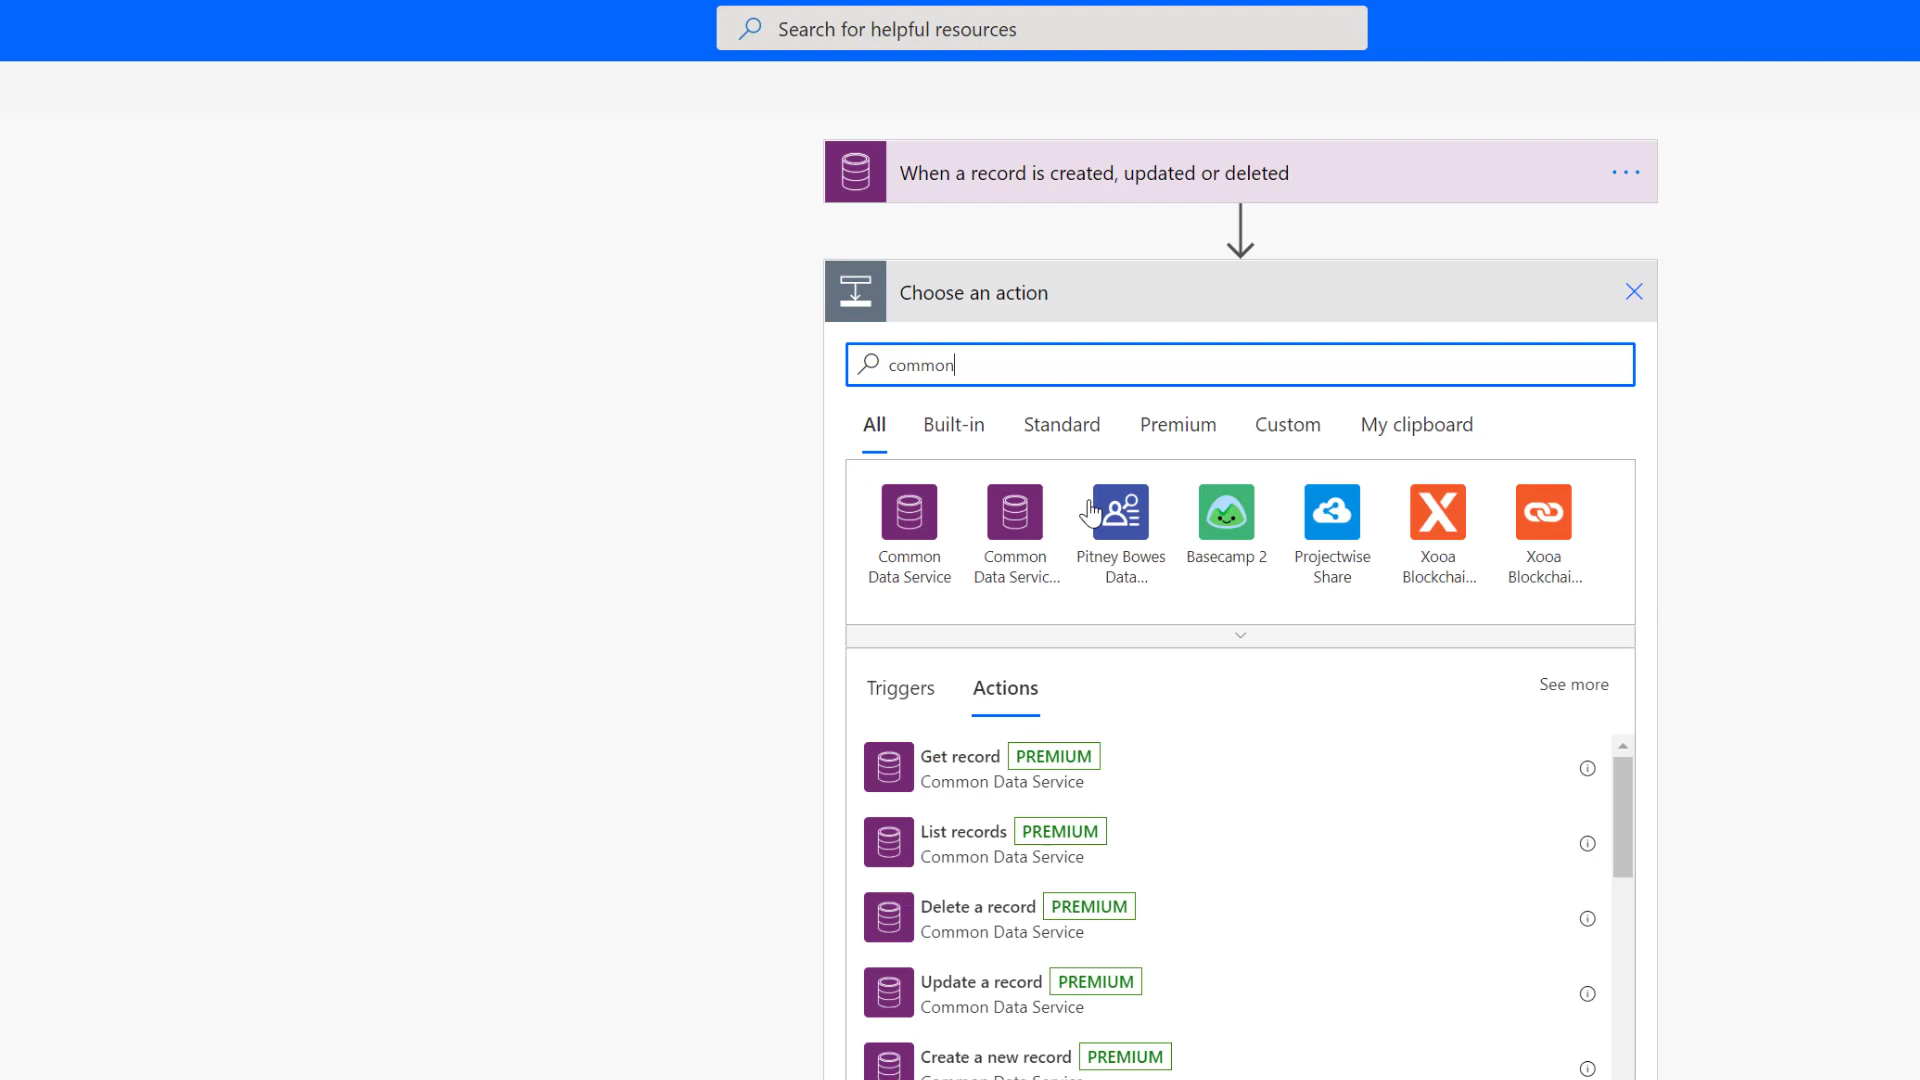 Search for helpful resources
When a record is created, updated or deleted
Choose an action
common
All Built-in Standard Premium Custom My clipboard
Common Data Service
Common Data Servic...
Pitney Bowes Data...
Basecamp 2
Projectwise Share
Xooa Blockchai...
Xooa Blockchai...
Triggers Actions See more
Get record PREMIUM
Common Data Service
List records PREMIUM
Common Data Service
Delete a record PREMIUM
Common Data Service
Update a record PREMIUM
Common Data Service
Create a new record PREMIUM
Common Data Service